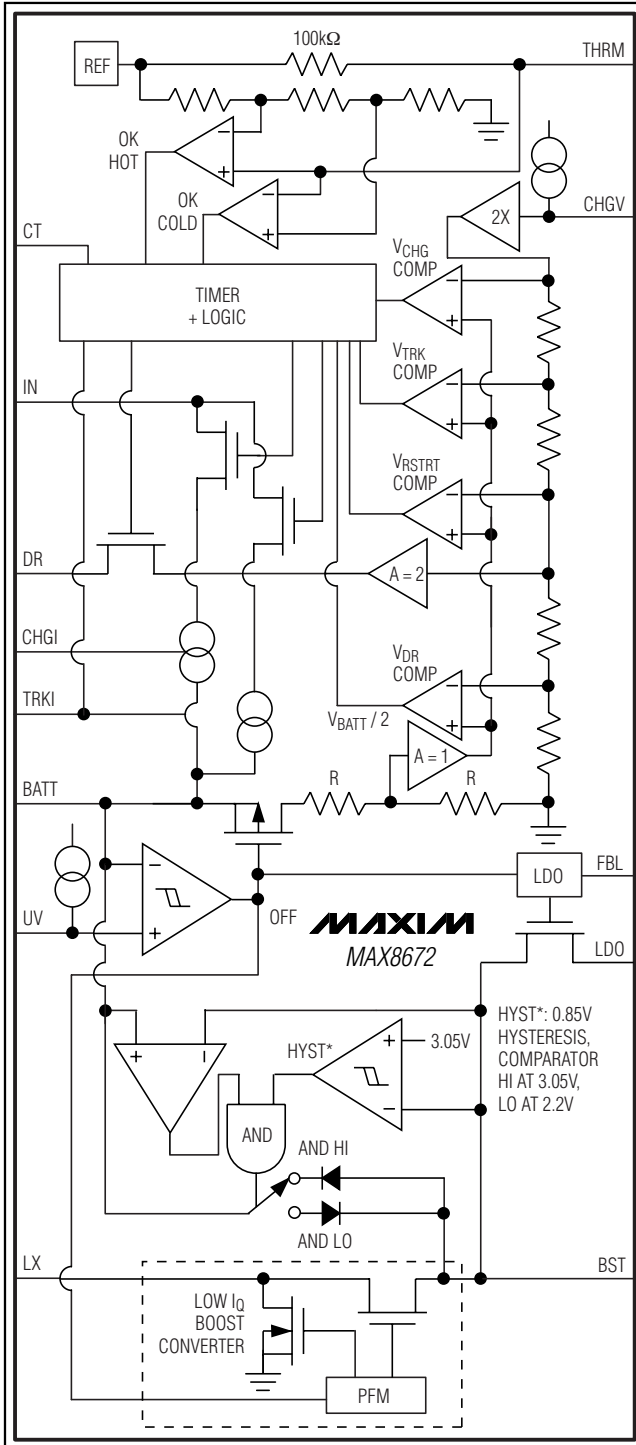 100kΩ
REF
THRM
OK
HOT
-
+
OK
COLD
-
+
2X
CHGV
CT
TIMER
+ LOGIC
VCHG
COMP
-
+
IN
VTRK
COMP
-
+
VRSTRT
COMP
-
+
DR
A = 2
CHGI
TRKI
VDR
COMP
-
+
VBATT / 2
A = 1
BATT
R
R
-
+
UV
OFF
LDO
FBL
MAXIM
MAX8672
LDO
HYST*: 0.85V
HYSTERESIS,
COMPARATOR
HI AT 3.05V,
LO AT 2.2V
+
-
HYST*
+
3.05V
-
AND
AND HI
AND LO
LX
BST
LOW IQ
BOOST
CONVERTER
PFM